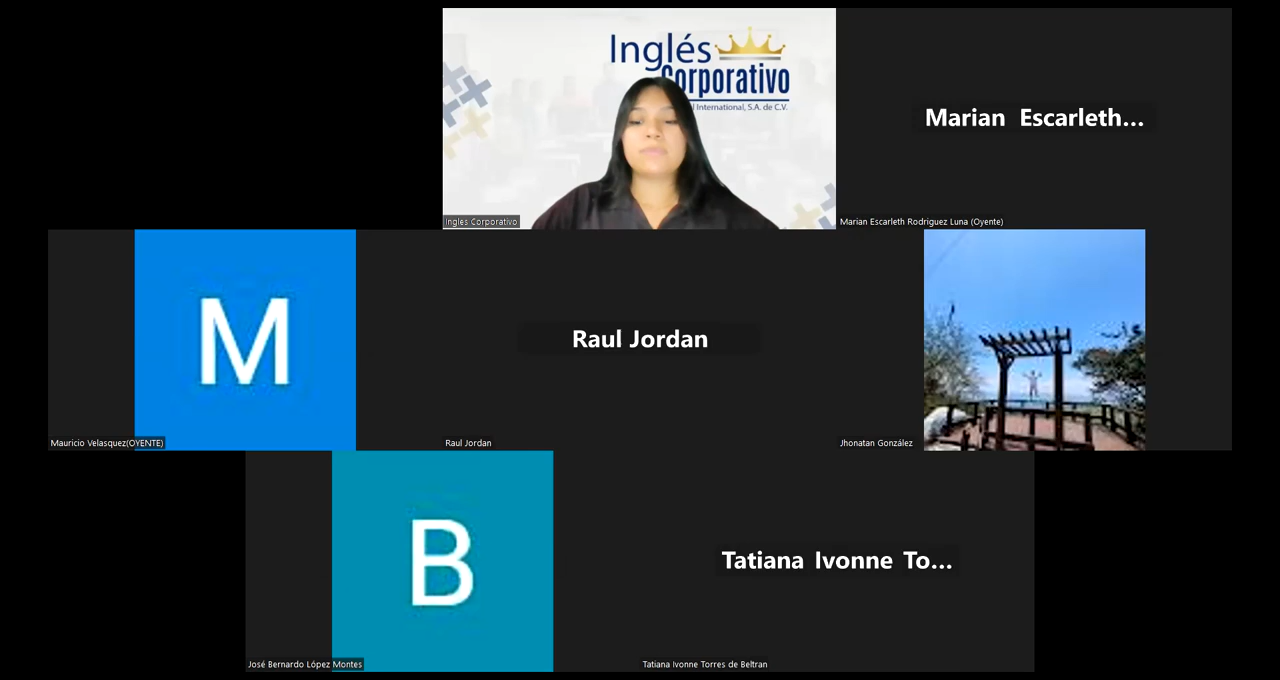 Inglés
Corporativo
l International, S.A. de C.V.
Ingles Corporativo
Marian Escarleth...
Marian Escarleth Rodriguez Luna (Oyente)
M
Mauricio Velasquez(OYENTE)
Raul Jordan
Raul Jordan
Jhonatan González
B
José Bernardo López Montes
Tatiana Ivonne To...
Tatiana Ivonne Torres de Beltran